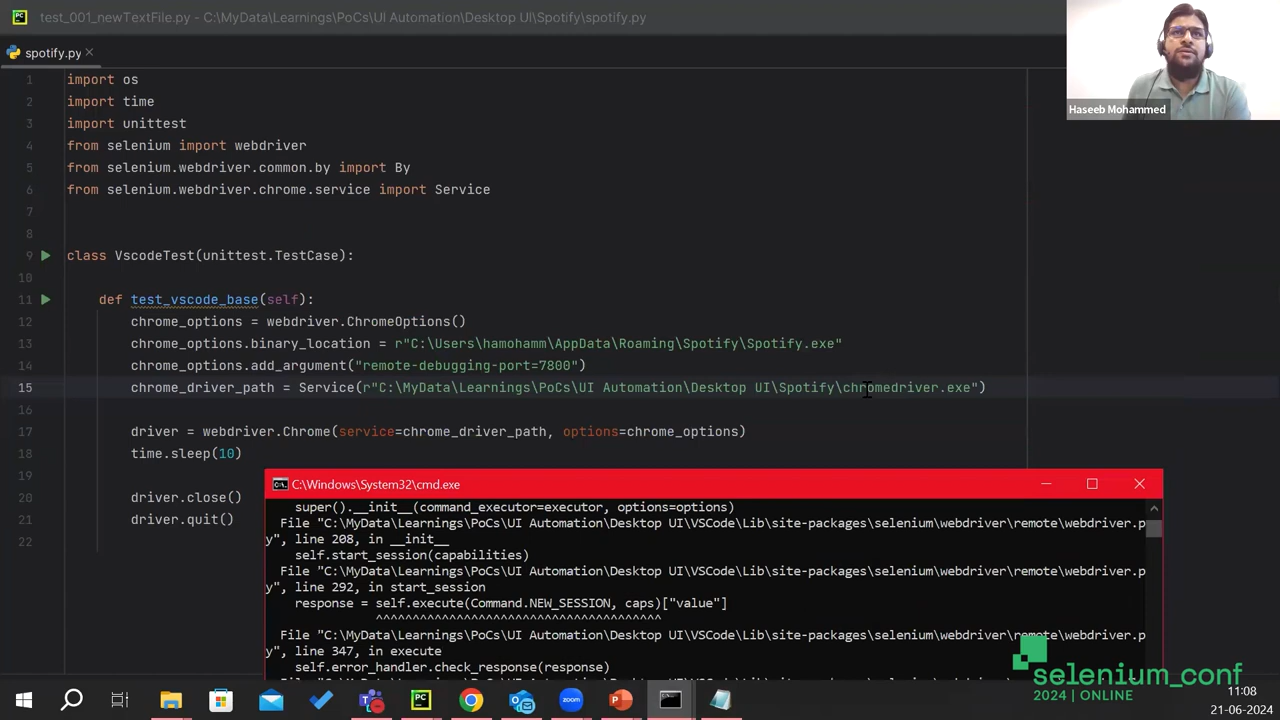 test_001_newTextFile.py - C:\MyData\Learnings\PoCs\UI Automation\Desktop UI\Spotify\spotify.py
spotify.py
Haseeb Mohammed
1 import os
2 import time
3 import unittest
4 from selenium import webdriver
5 from selenium.webdriver.common.by import By
6 from selenium.webdriver.chrome.service import Service
7
8
9 class VscodeTest(unittest.TestCase):
10
11 def test_vscode_base(self):
12 chrome_options = webdriver.ChromeOptions()
13 chrome_options.binary_location = r"C:\Users\hamohamm\AppData\Roaming\Spotify\Spotify.exe"
14 chrome_options.add_argument("remote-debugging-port=7800")
15 chrome_driver_path = Service(r"C:\MyData\Learnings\PoCs\UI Automation\Desktop UI\Spotify\chromedriver.exe")
16
17 driver = webdriver.Chrome(service=chrome_driver_path, options=chrome_options)
18 time.sleep(10)
19
20 driver.close()
21 driver.quit()
22
C:\Windows\System32\cmd.exe
super().__init__(command_executor=executor, options=options)
File "C:\MyData\Learnings\PoCs\UI Automation\Desktop UI\VSCode\Lib\site-packages\selenium\webdriver\remote\webdriver.p
y", line 208, in __init__
self.start_session(capabilities)
File "C:\MyData\Learnings\PoCs\UI Automation\Desktop UI\VSCode\Lib\site-packages\selenium\webdriver\remote\webdriver.p
y", line 292, in start_session
response = self.execute(Command.NEW_SESSION, caps)["value"]
^^^^^^^^^^^^^^^^^^^^^^^^^^^^^^^^^^^^^^^
File "C:\MyData\Learnings\PoCs\UI Automation\Desktop UI\VSCode\Lib\site-packages\selenium\webdriver\remote\webdriver.p
y", line 347, in execute
self.error_handler.check_response(response)
selenium_conf
2024 | ONLINE
zoom
11:08
21-06-2024